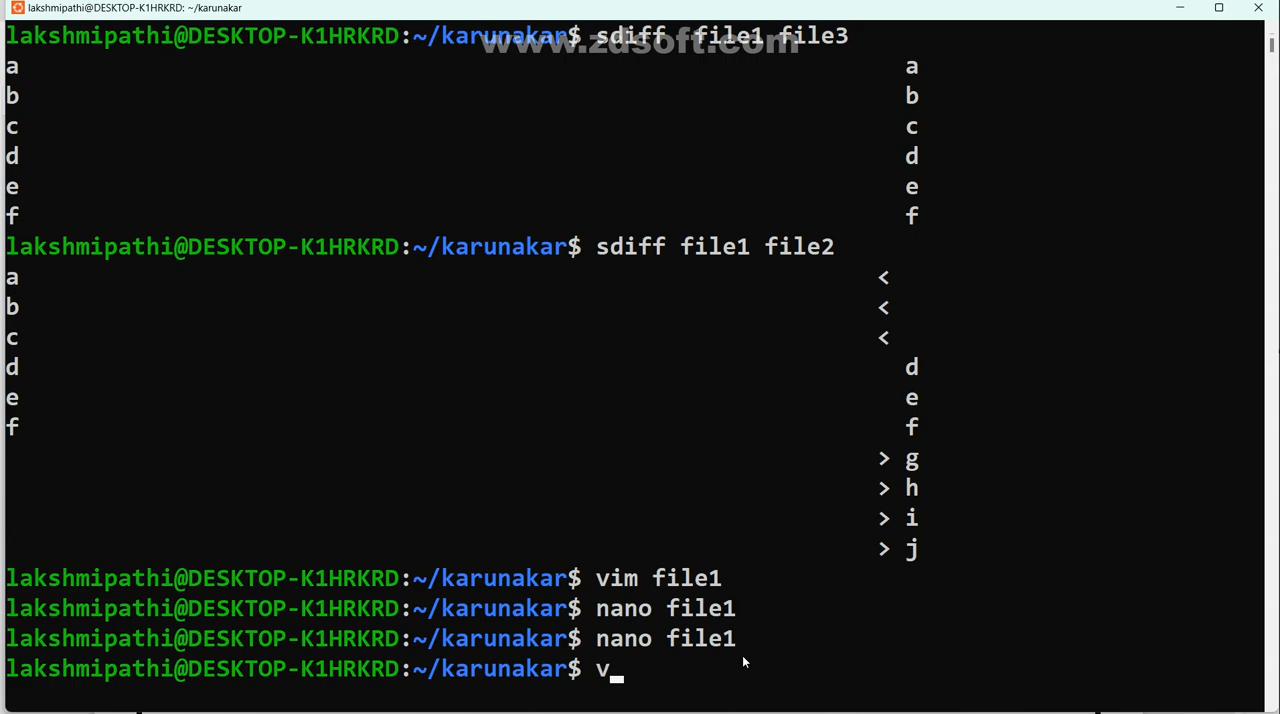 lakshmipathi@DESKTOP-K1HRKRD: ~/karunakar
www.zdsoft.com
lakshmipathi@DESKTOP-K1HRKRD:~/karunakar$ sdiff  file1 file3
a a
b b
c c
d d
e e
f f
lakshmipathi@DESKTOP-K1HRKRD:~/karunakar$ sdiff file1 file2
a <
b <
c <
d d
e e
f f
> g
> h
> i
> j
lakshmipathi@DESKTOP-K1HRKRD:~/karunakar$ vim file1
lakshmipathi@DESKTOP-K1HRKRD:~/karunakar$ nano file1
lakshmipathi@DESKTOP-K1HRKRD:~/karunakar$ nano file1
lakshmipathi@DESKTOP-K1HRKRD:~/karunakar$ v